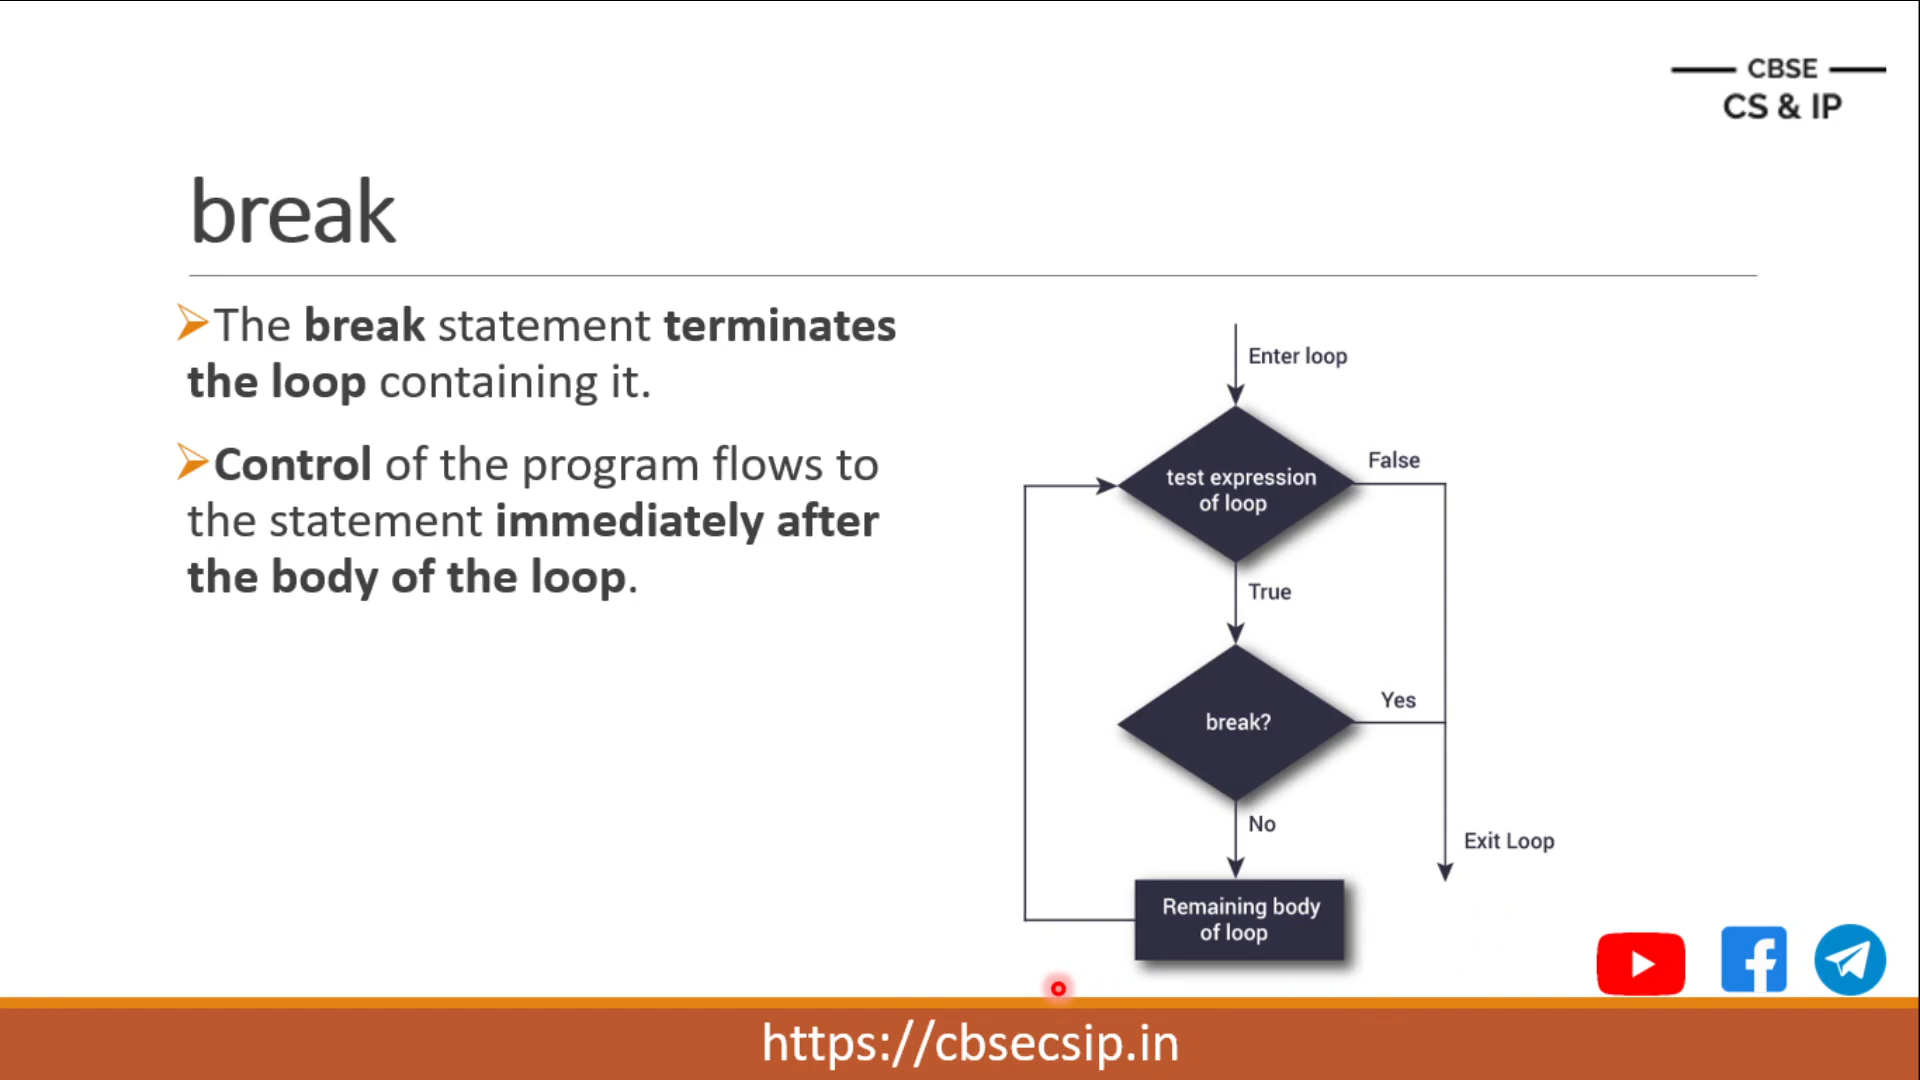 CBSE
CS & IP
break
The break statement terminates
the loop containing it.
Control of the program flows to
the statement immediately after
the body of the loop.
Enter loop
test expression
of loop
False
True
break?
Yes
No
Exit Loop
Remaining body
of loop
https://cbsecsip.in